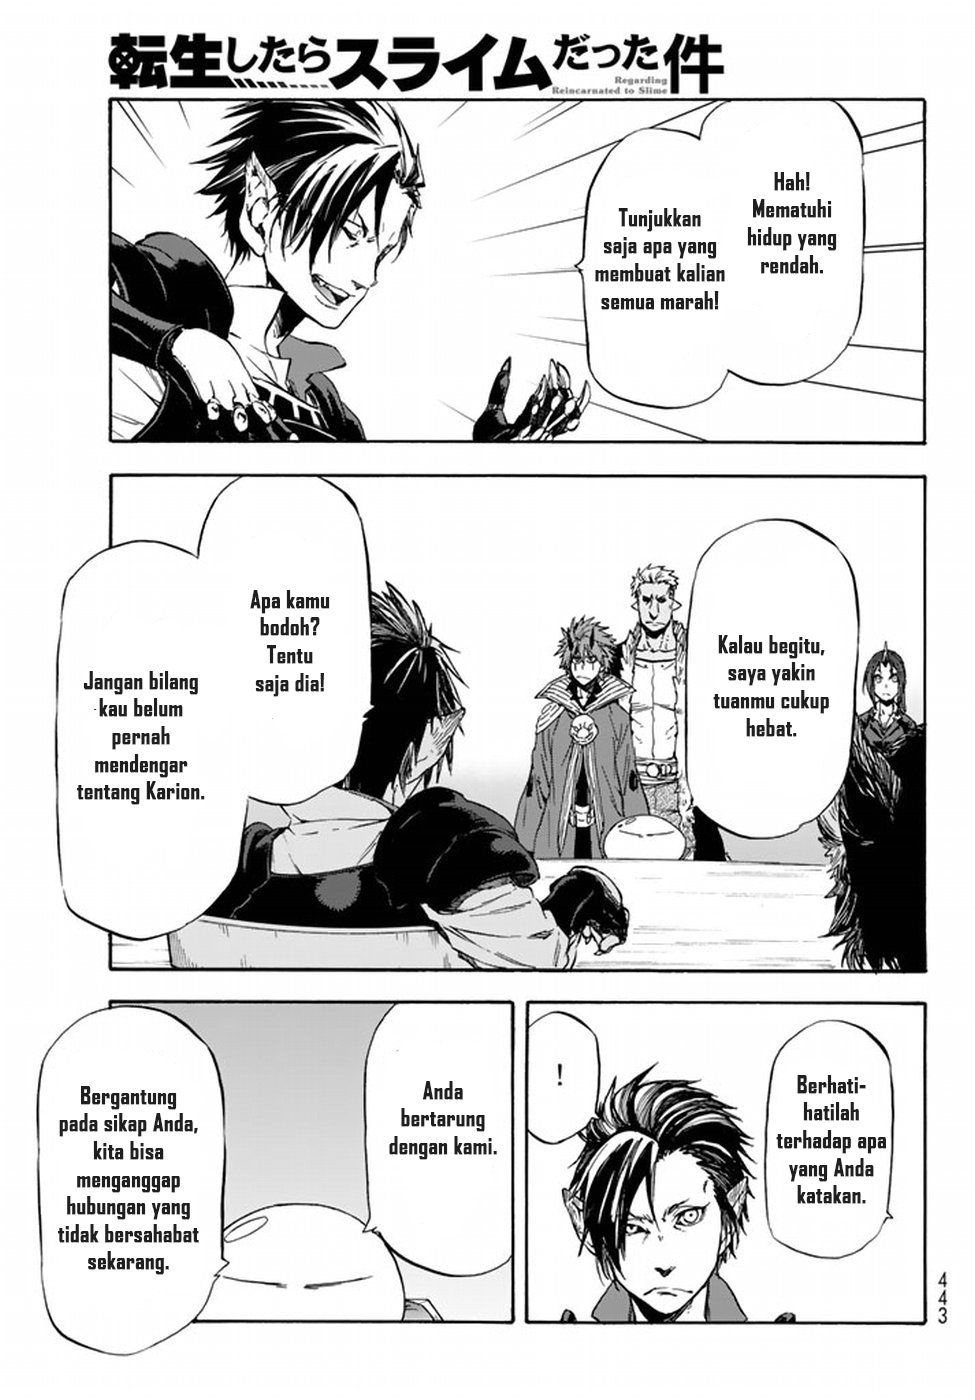 転生したらスライムだった件
Regarding
Reincarnated to Slime
Hah!
Mematuhi
hidup yang
rendah.
Tunjukkan
saja apa yang
membuat kalian
semua marah!
Kalau begitu,
saya yakin
tuanmu cukup
hebat.
Apa kamu
bodoh?
Tentu
saja dia!
Jangan bilang
kau belum
pernah
mendengar
tentang Karion.
Berhati-
hatilah
terhadap apa
yang Anda
katakan.
!
Anda
bertarung
dengan kami.
Bergantung
pada sikap Anda,
kita bisa
menganggap
hubungan yang
tidak bersahabat
sekarang.
443